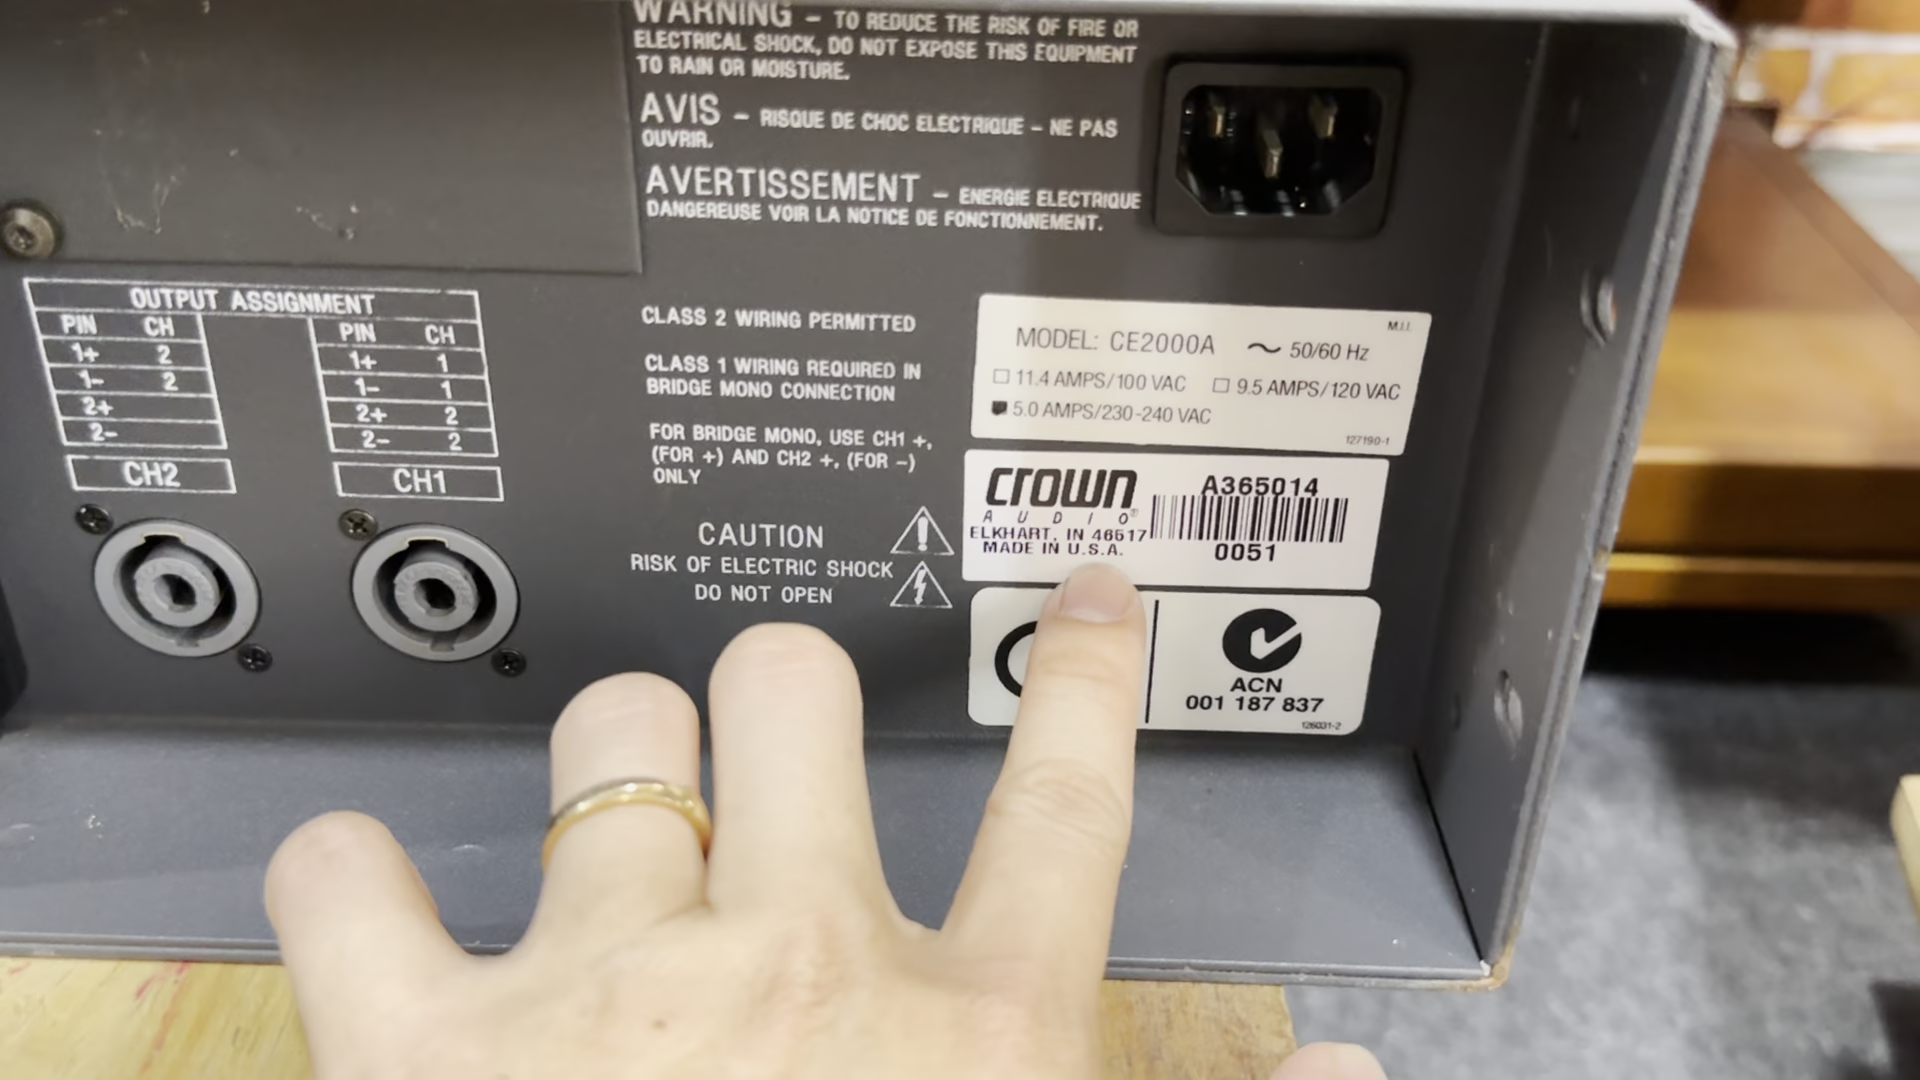 WARNING – TO REDUCE THE RISK OF FIRE OR
ELECTRICAL SHOCK, DO NOT EXPOSE THIS EQUIPMENT
TO RAIN OR MOISTURE.
AVIS – RISQUE DE CHOC ELECTRIQUE – NE PAS
OUVRIR.
AVERTISSEMENT – ENERGIE ELECTRIQUE
DANGEREUSE VOIR LA NOTICE DE FONCTIONNEMENT.
OUTPUT ASSIGNMENT
PIN CH
1+ 2
1- 2
2+
2-
CH2
PIN CH
1+ 1
1- 1
2+ 2
2- 2
CH1
CLASS 2 WIRING PERMITTED
CLASS 1 WIRING REQUIRED IN
BRIDGE MONO CONNECTION
FOR BRIDGE MONO, USE CH1 +,
(FOR +) AND CH2 +, (FOR –)
ONLY
CAUTION
RISK OF ELECTRIC SHOCK
DO NOT OPEN
M.I.I.
MODEL: CE2000A ~ 50/60 Hz
11.4 AMPS/100 VAC 9.5 AMPS/120 VAC
5.0 AMPS/230-240 VAC
127190-1
crown
AUDIO®
ELKHART, IN 46517
MADE IN U.S.A.
A365014
0051
ACN
001 187 837
126031-2